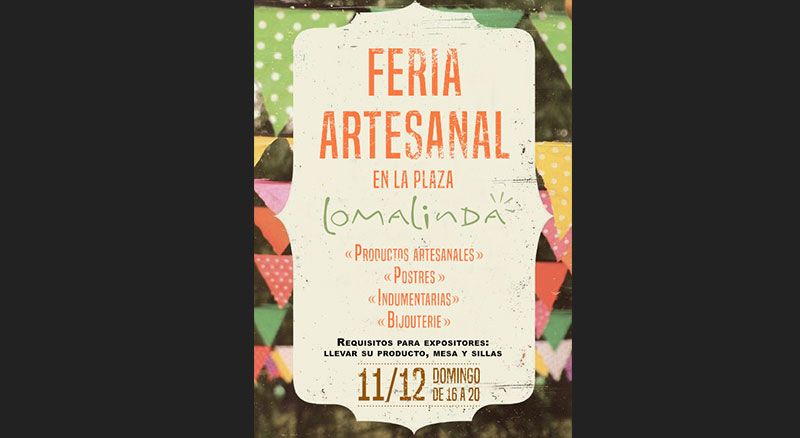 FERIA
ARTESANAL
EN LA PLAZA
LOMALINDA
«PRODUCTOS ARTESANALES»
«POSTRES»
«INDUMENTARIAS»
«BIJOUTERIE»
REQUISITOS PARA EXPOSITORES:
LLEVAR SU PRODUCTO, MESA Y SILLAS
11/12 DOMINGO
DE 16 A 20